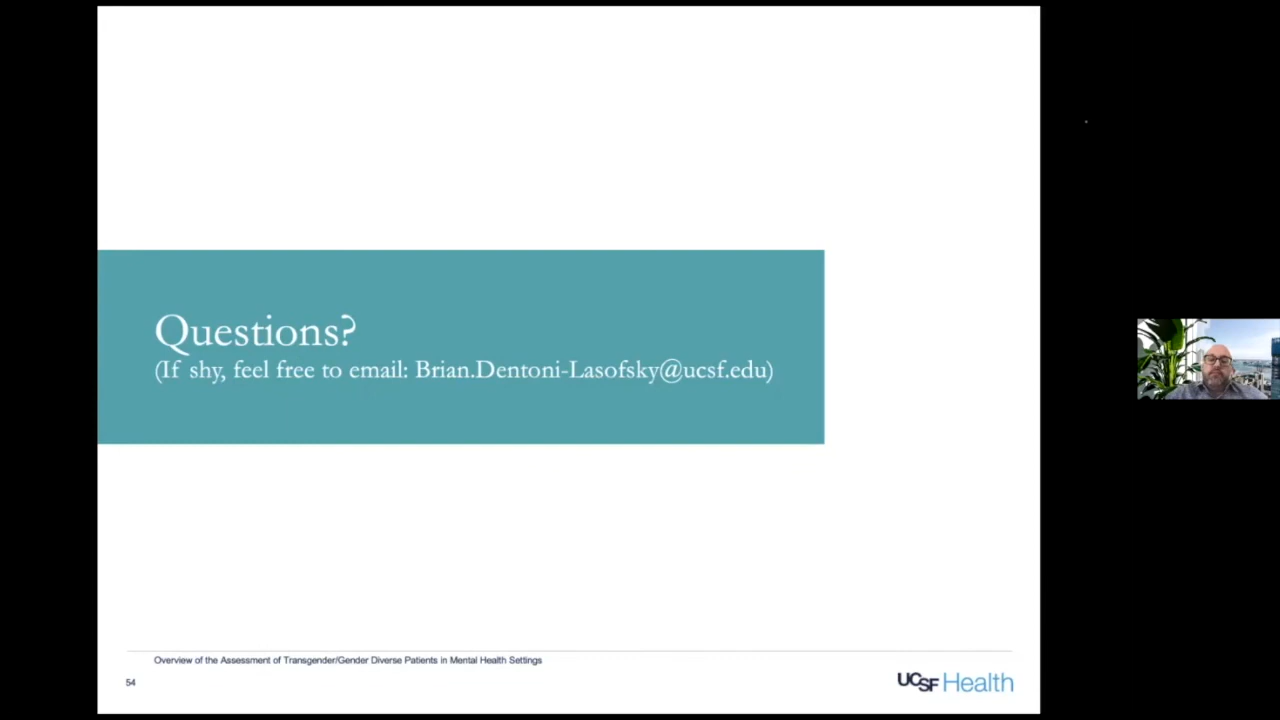 Questions?
(If shy, feel free to email: Brian.Dentoni-Lasofsky@ucsf.edu)
Overview of the Assessment of Transgender/Gender Diverse Patients in Mental Health Settings
54
UCSF Health